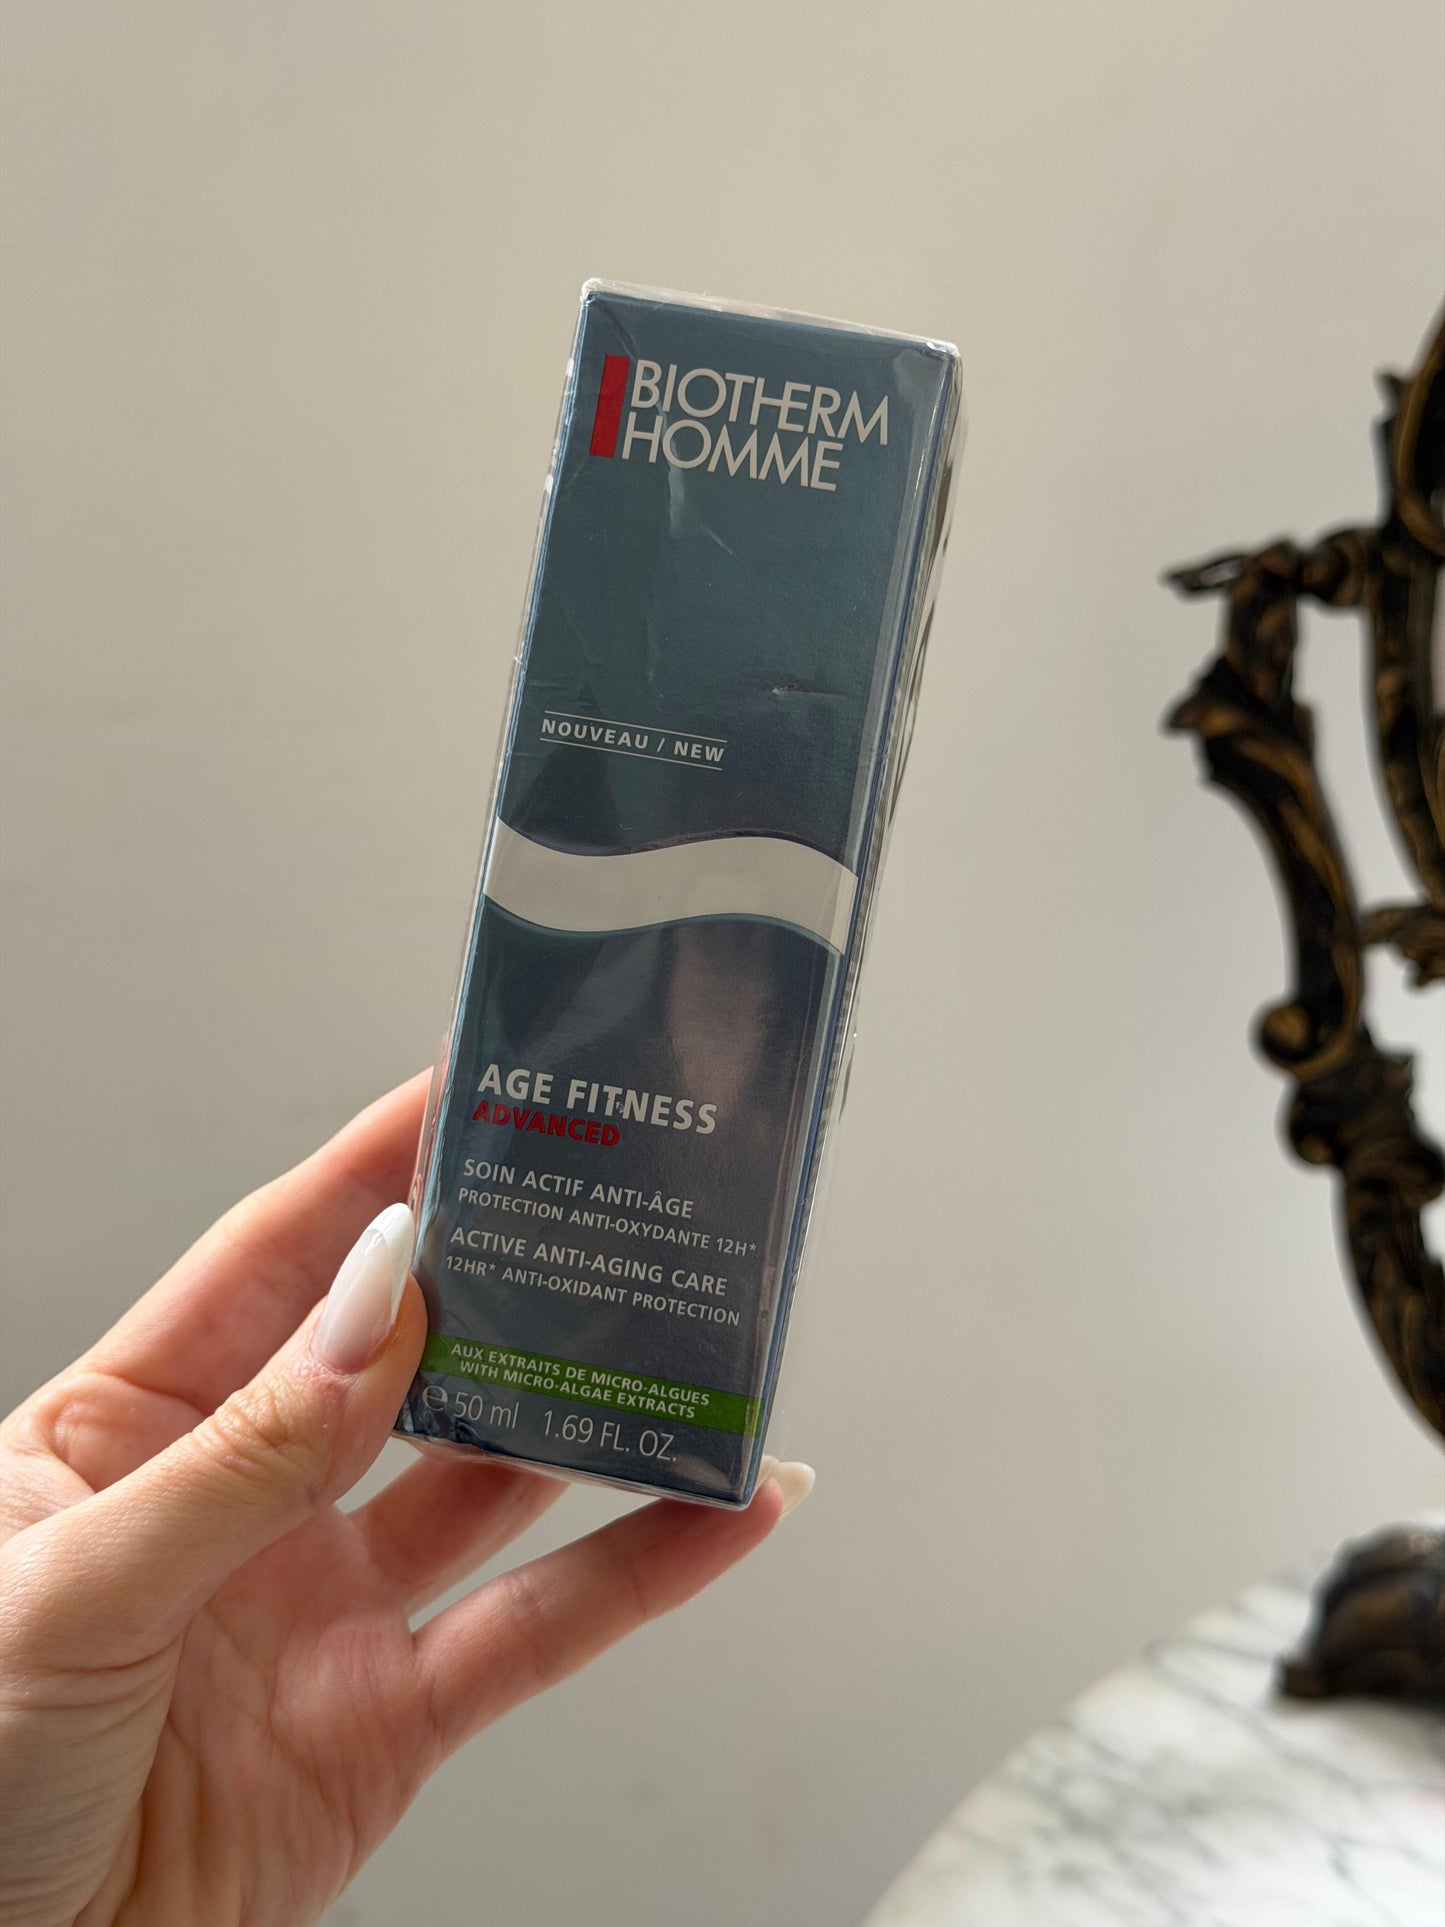 BIOTHERM
HOMME
NOUVEAU / NEW
AGE FITNESS
ADVANCED
SOIN ACTIF ANTI-ÂGE
PROTECTION ANTI-OXYDANTE 12H*
ACTIVE ANTI-AGING CARE
12HR* ANTI-OXIDANT PROTECTION
AUX EXTRAITS DE MICRO-ALGUES
WITH MICRO-ALGAE EXTRACTS
℮ 50 ml 1.69 FL. OZ.